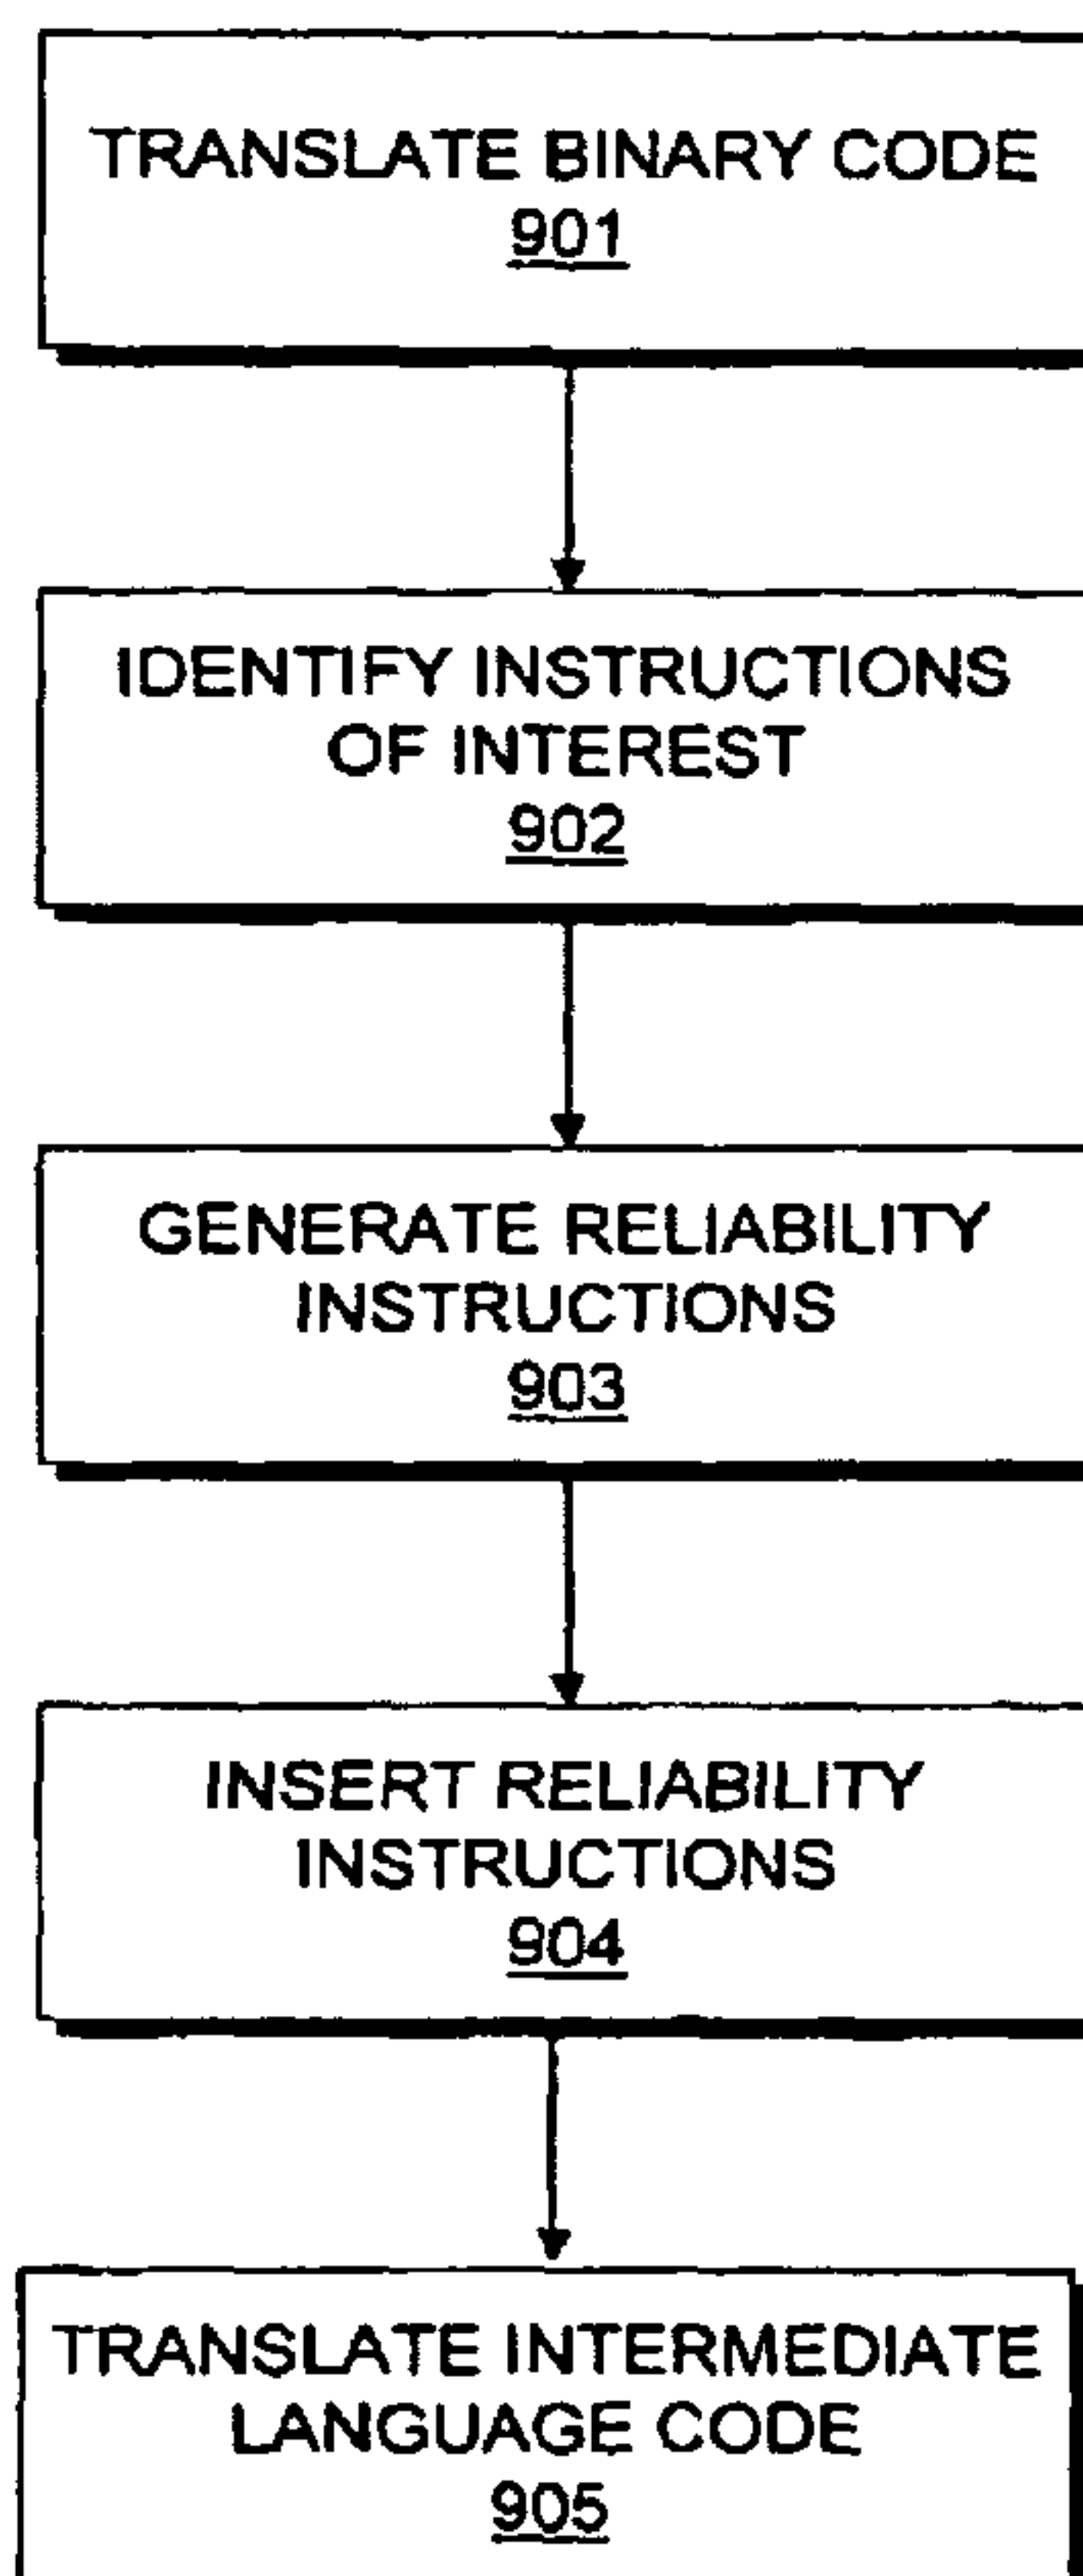 TRANSLATE BINARY CODE
901
IDENTIFY INSTRUCTIONS
OF INTEREST
902
GENERATE RELIABILITY
INSTRUCTIONS
903
INSERT RELIABILITY
INSTRUCTIONS
904
TRANSLATE INTERMEDIATE
LANGUAGE CODE
905